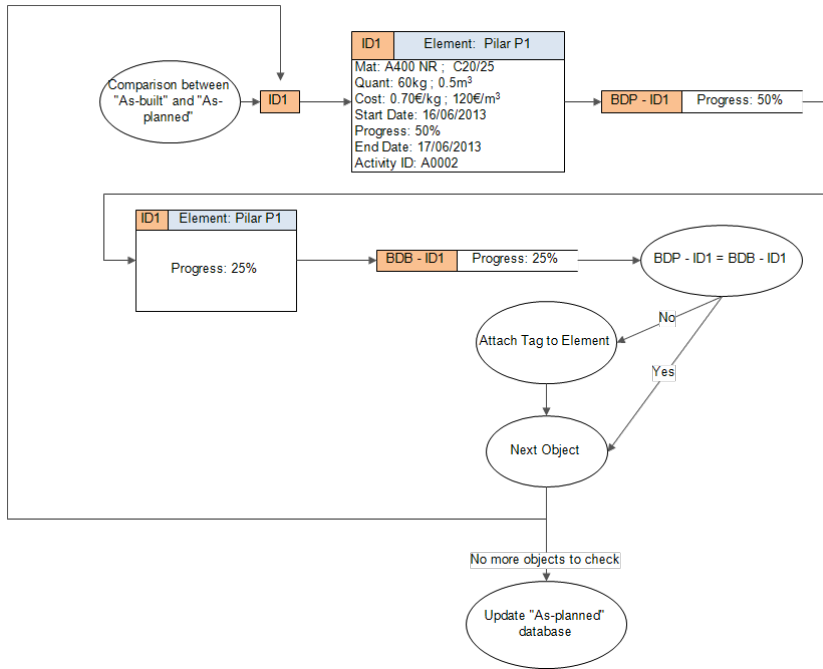 Comparison between
"As-built" and "As-
planned"
ID1
ID1 Element: Pilar P1
Mat: A400 NR ; C20/25
Quant: 60kg ; 0.5m³
Cost: 0.70€/kg ; 120€/m³
Start Date: 16/06/2013
Progress: 50%
End Date: 17/06/2013
Activity ID: A0002
BDP - ID1 Progress: 50%
ID1 Element: Pilar P1
Progress: 25%
BDB - ID1 Progress: 25%
BDP - ID1 = BDB - ID1
No
Attach Tag to Element
Yes
Next Object
No more objects to check
Update "As-planned"
database